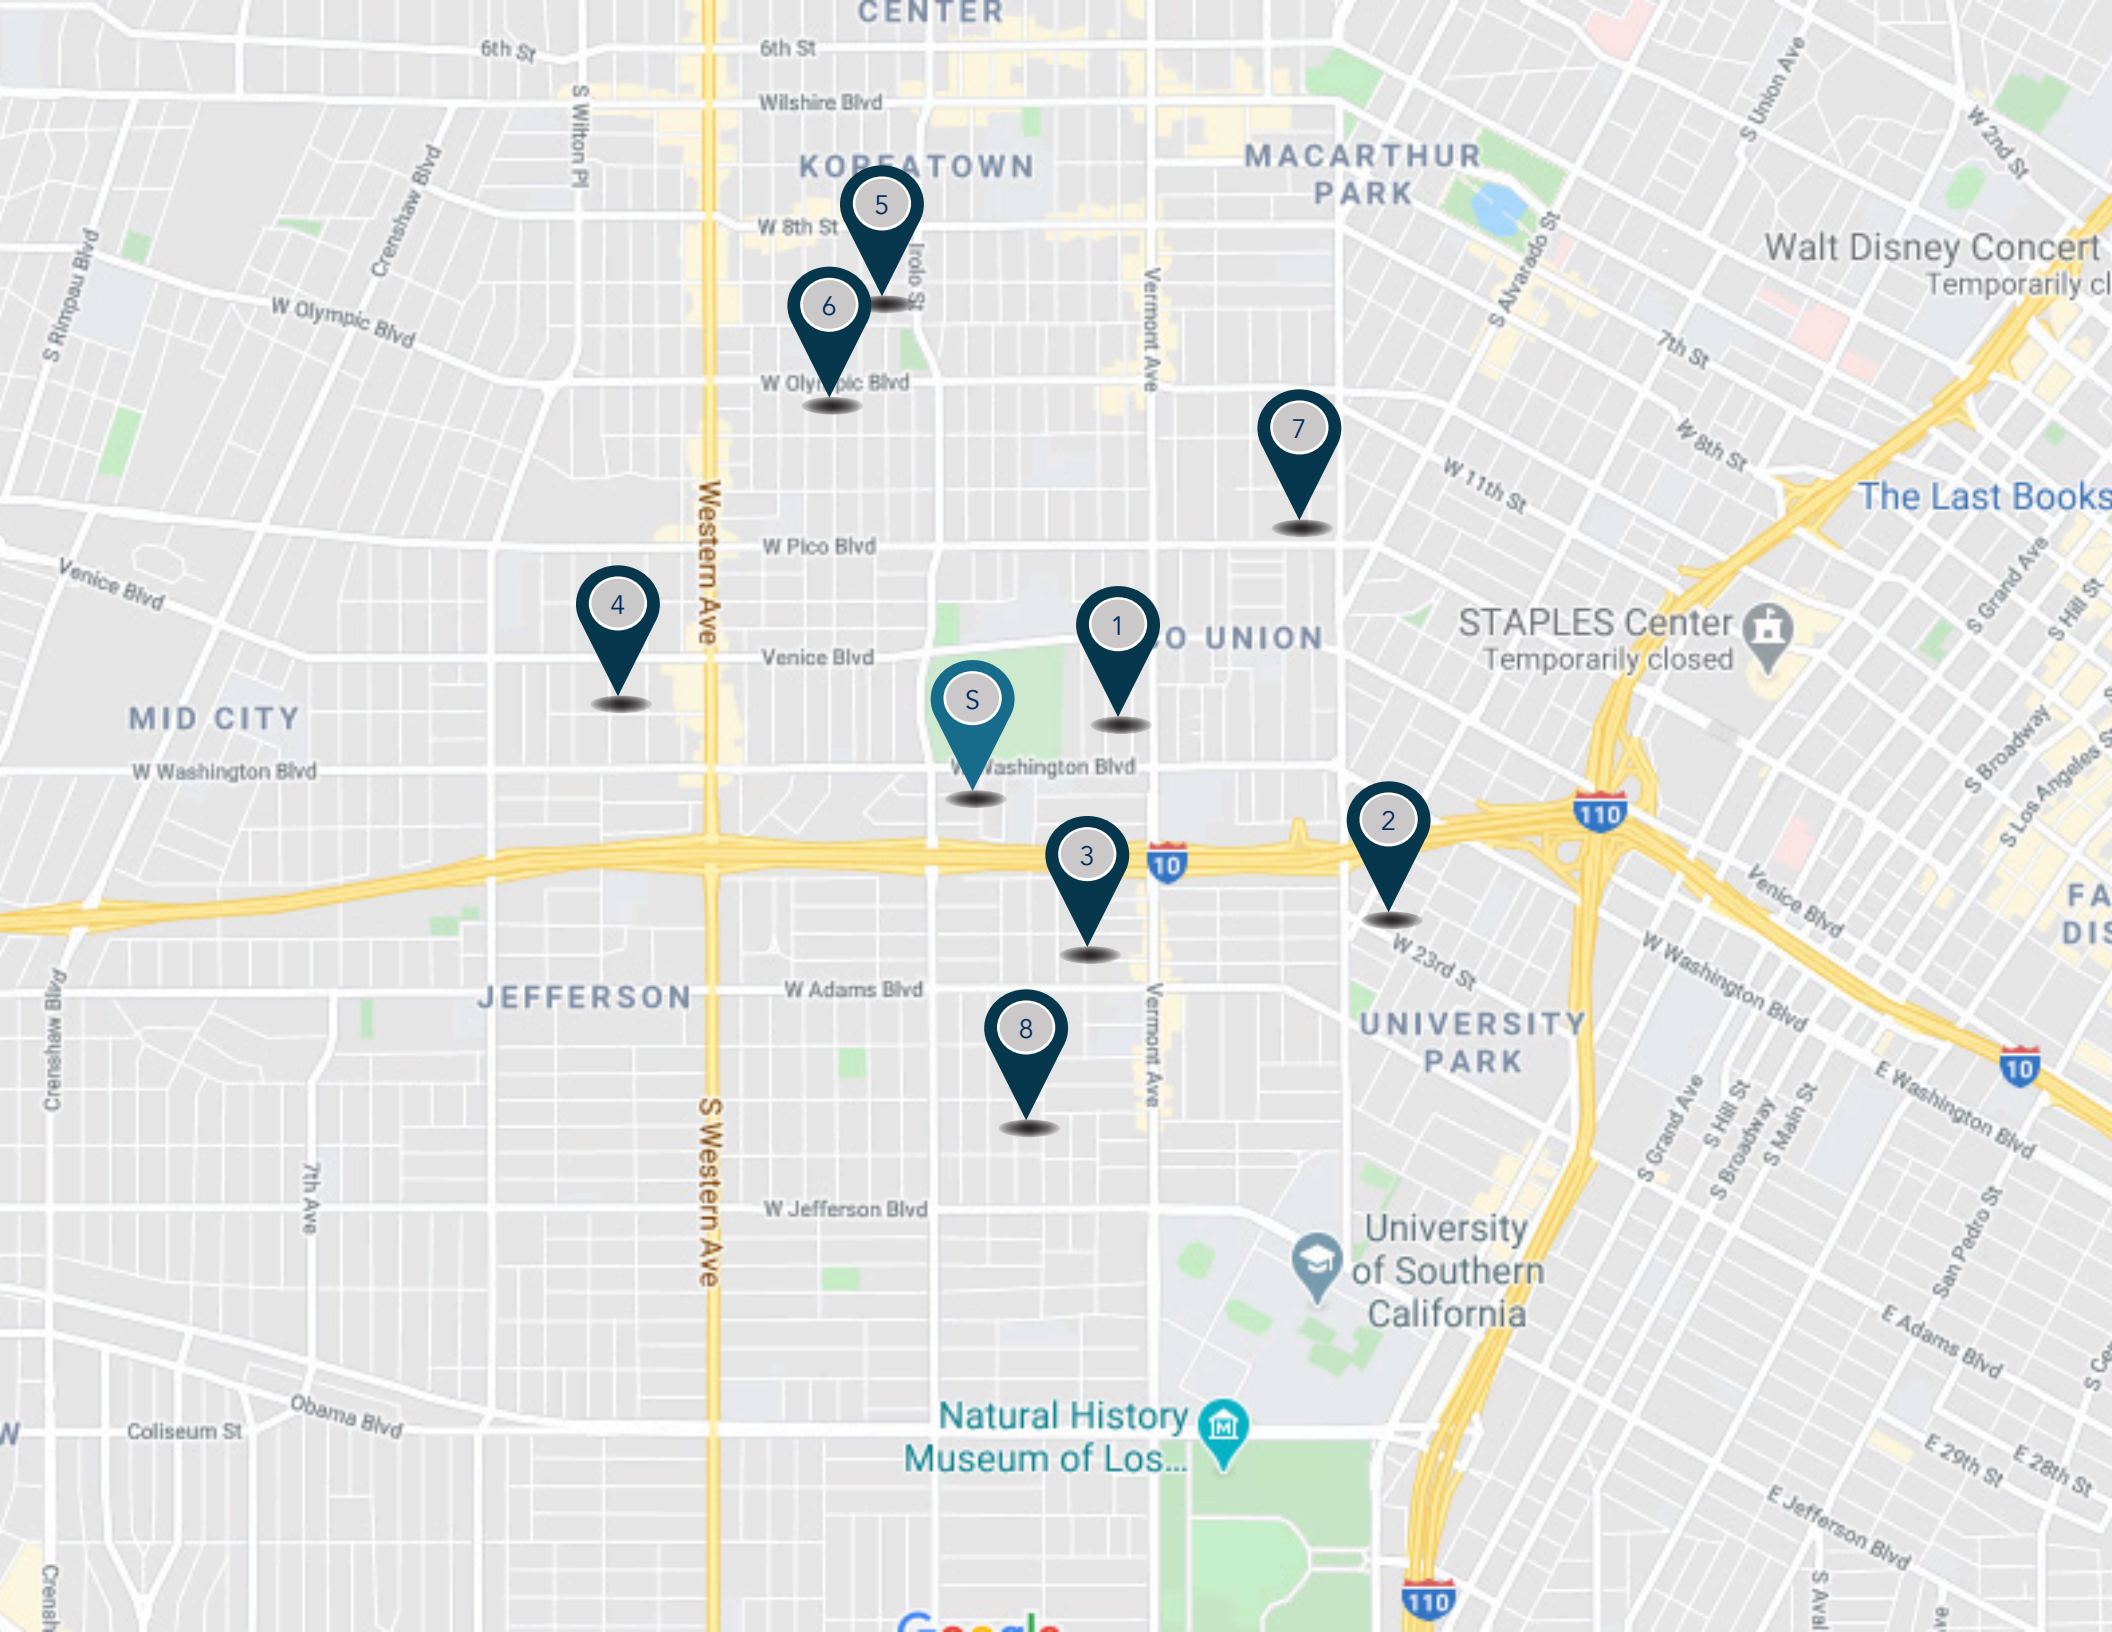 CENTER
6th St
6th St
S Union Ave
Wilshire Blvd
S Wilton Pl
W 2nd St
KOREATOWN
MACARTHUR
PARK
Crenshaw Blvd
5
W 8th St
S Alvarado St
Walt Disney Concert
Temporarily cl
S Rimpau Blvd
Irolo St
6
W Olympic Blvd
Vermont Ave
7th St
W Olympic Blvd
7
W 8th St
W 11th St
The Last Books
Western Ave
W Pico Blvd
Venice Blvd
S Grand Ave
S Hill St
4
1
O UNION
STAPLES Center
Temporarily closed
Venice Blvd
S
MID CITY
S Broadway
S Los Angeles St
W Washington Blvd
W Washington Blvd
110
2
3
10
Venice Blvd
FA
DIS
W 23rd St
W Washington Blvd
JEFFERSON
W Adams Blvd
Crenshaw Blvd
Vermont Ave
8
UNIVERSITY
PARK
10
E Washington Blvd
S Grand Ave
S Hill St
S Broadway
S Main St
S Western Ave
7th Ave
W Jefferson Blvd
San Pedro St
University
of Southern
California
E Adams Blvd
Obama Blvd
Coliseum St
W
Natural History
Museum of Los...
E 29th St
E 28th St
E Jefferson Blvd
Crensh
110
S Aval
Google